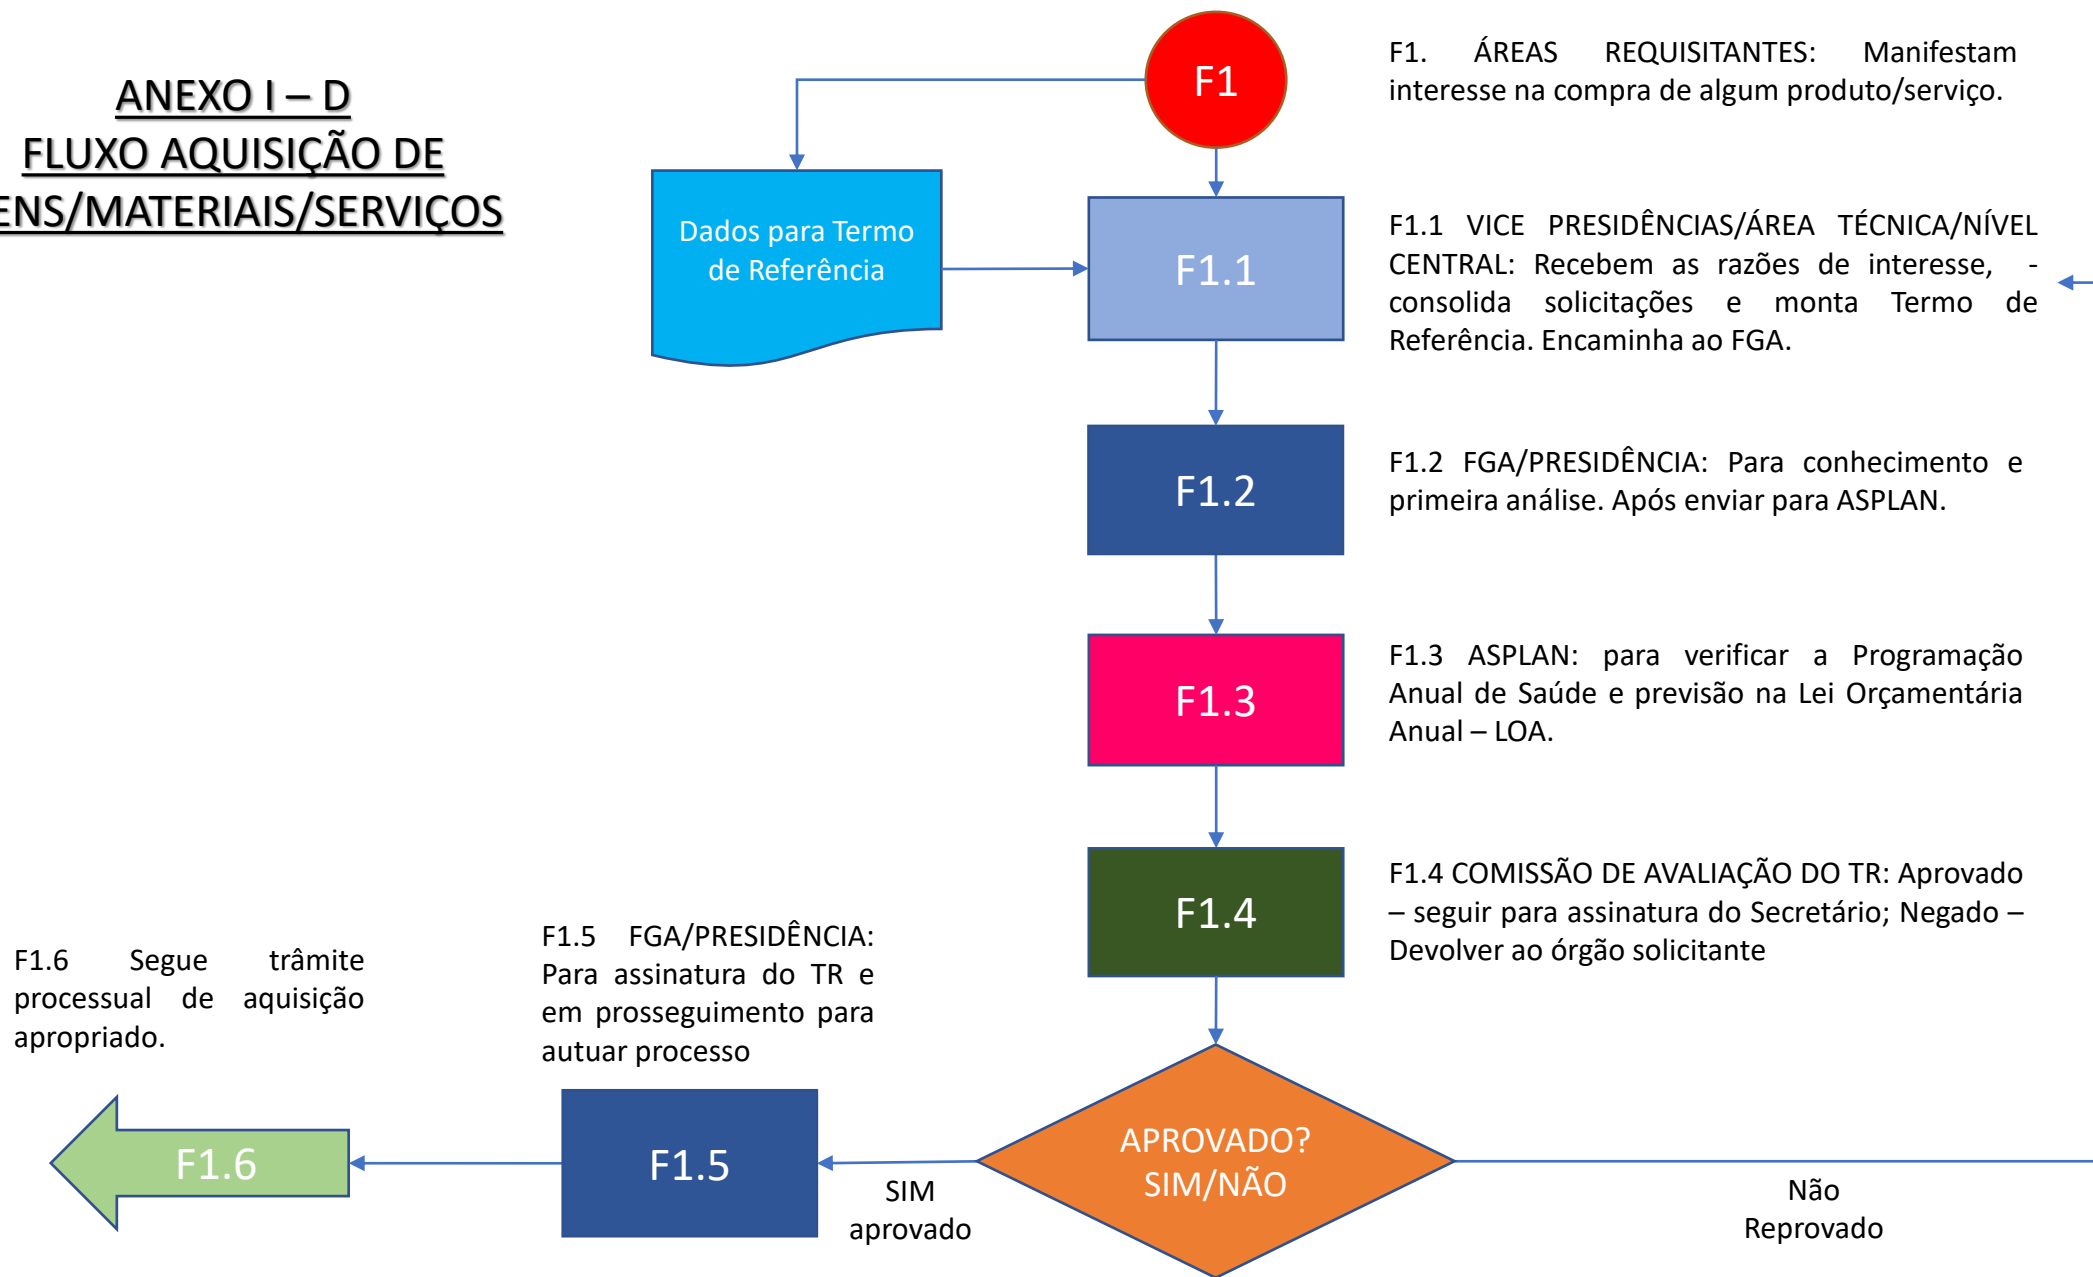 ANEXO I – D
FLUXO AQUISIÇÃO DE
ENS/MATERIAIS/SERVIÇOS
F1
F1. ÁREAS REQUISITANTES: Manifestam
interesse na compra de algum produto/serviço.
Dados para Termo
de Referência
F1.1
F1.1 VICE PRESIDÊNCIAS/ÁREA TÉCNICA/NÍVEL
CENTRAL: Recebem as razões de interesse, -
consolida solicitações e monta Termo de
Referência. Encaminha ao FGA.
F1.2
F1.2 FGA/PRESIDÊNCIA: Para conhecimento e
primeira análise. Após enviar para ASPLAN.
F1.3
F1.3 ASPLAN: para verificar a Programação
Anual de Saúde e previsão na Lei Orçamentária
Anual – LOA.
F1.4
F1.4 COMISSÃO DE AVALIAÇÃO DO TR: Aprovado
– seguir para assinatura do Secretário; Negado –
Devolver ao órgão solicitante
F1.6 Segue trâmite
processual de aquisição
apropriado.
F1.5 FGA/PRESIDÊNCIA:
Para assinatura do TR e
em prosseguimento para
autuar processo
F1.6
F1.5
SIM
aprovado
APROVADO?
SIM/NÃO
Não
Reprovado